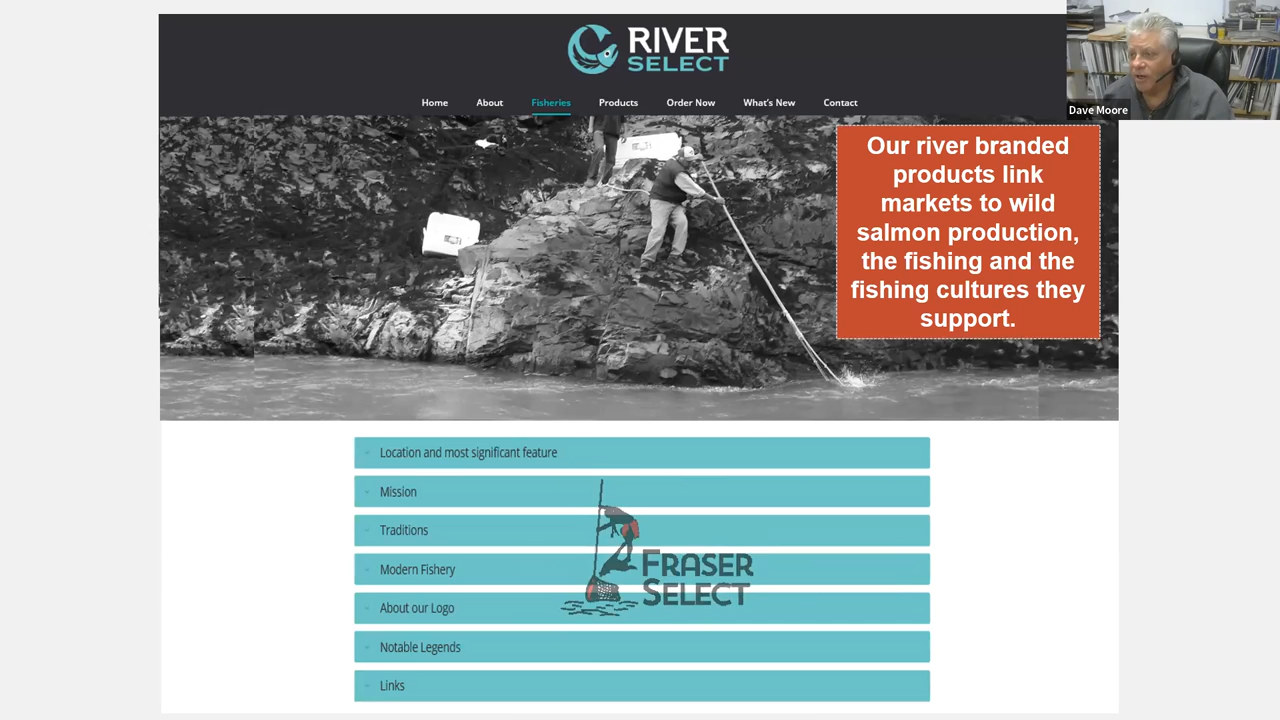 RIVER
SELECT
Home About Fisheries Products Order Now What's New Contact
Dave Moore
Our river branded
products link
markets to wild
salmon production,
the fishing and the
fishing cultures they
support.
Location and most significant feature
Mission
Traditions
Modern Fishery
About our Logo
Notable Legends
Links
FRASER
SELECT